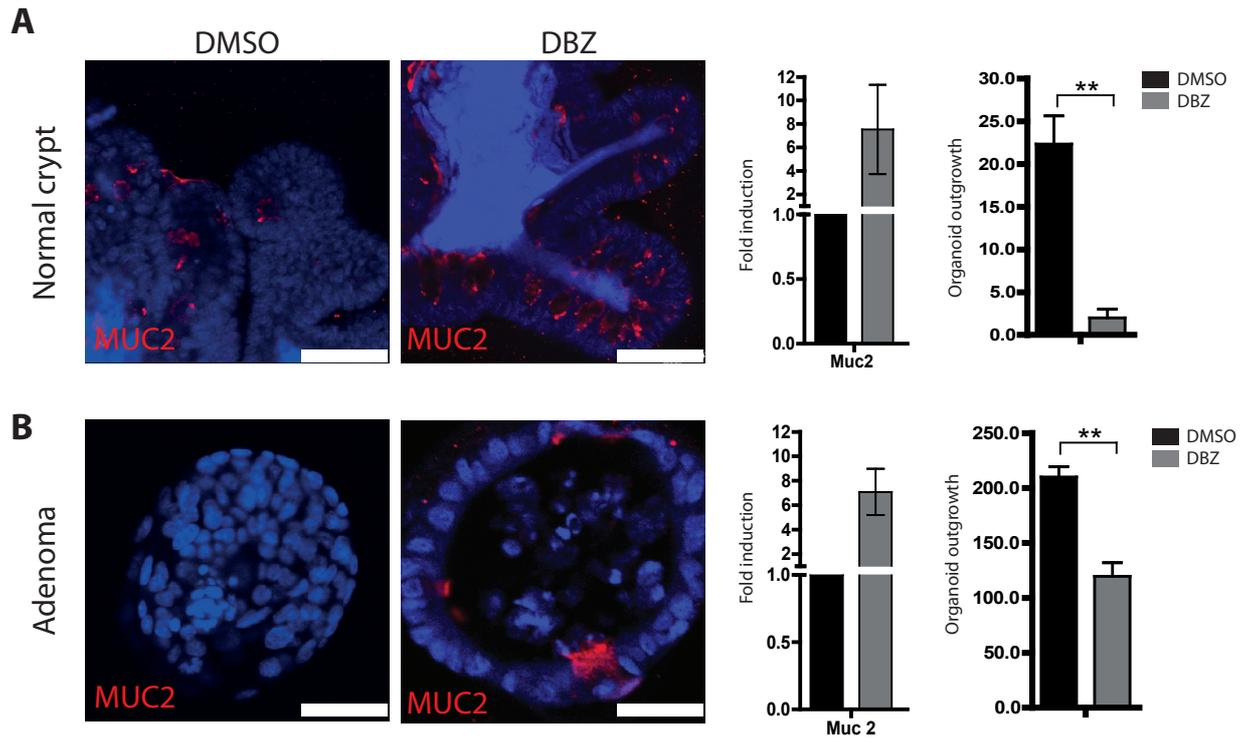 A
DMSO
DBZ
Normal crypt
MUC2
MUC2
Fold induction
12
10
8
6
4
2
1.0
0.5
0.0
Muc2
Organoid outgrowth
30.0
25.0
20.0
15.0
10.0
5.0
0.0
**
DMSO
DBZ
B
Adenoma
MUC2
MUC2
Fold induction
12
10
8
6
4
2
1.0
0.5
0.0
Muc 2
Organoid outgrowth
250.0
200.0
150.0
100.0
50.0
0.0
**
DMSO
DBZ